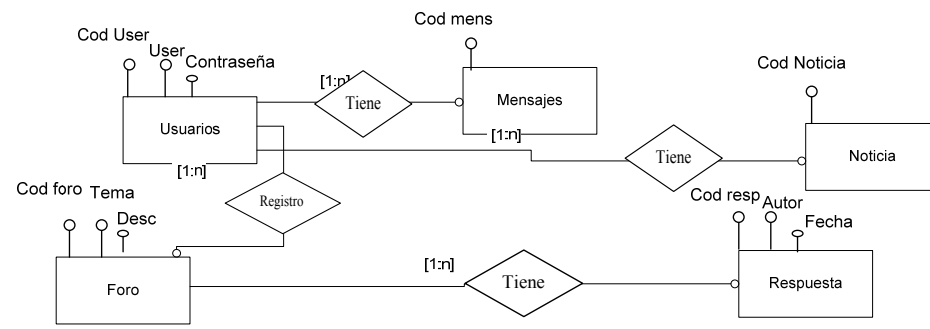 Cod mens
Cod User
User
Contraseña
[1:n]
Tiene
Mensajes
Usuarios
[1:n]
[1:n]
Cod Noticia
Tiene
Noticia
Cod foro
Tema
Desc
Registro
Cod resp
Autor
Fecha
Foro
[1:n]
Tiene
Respuesta